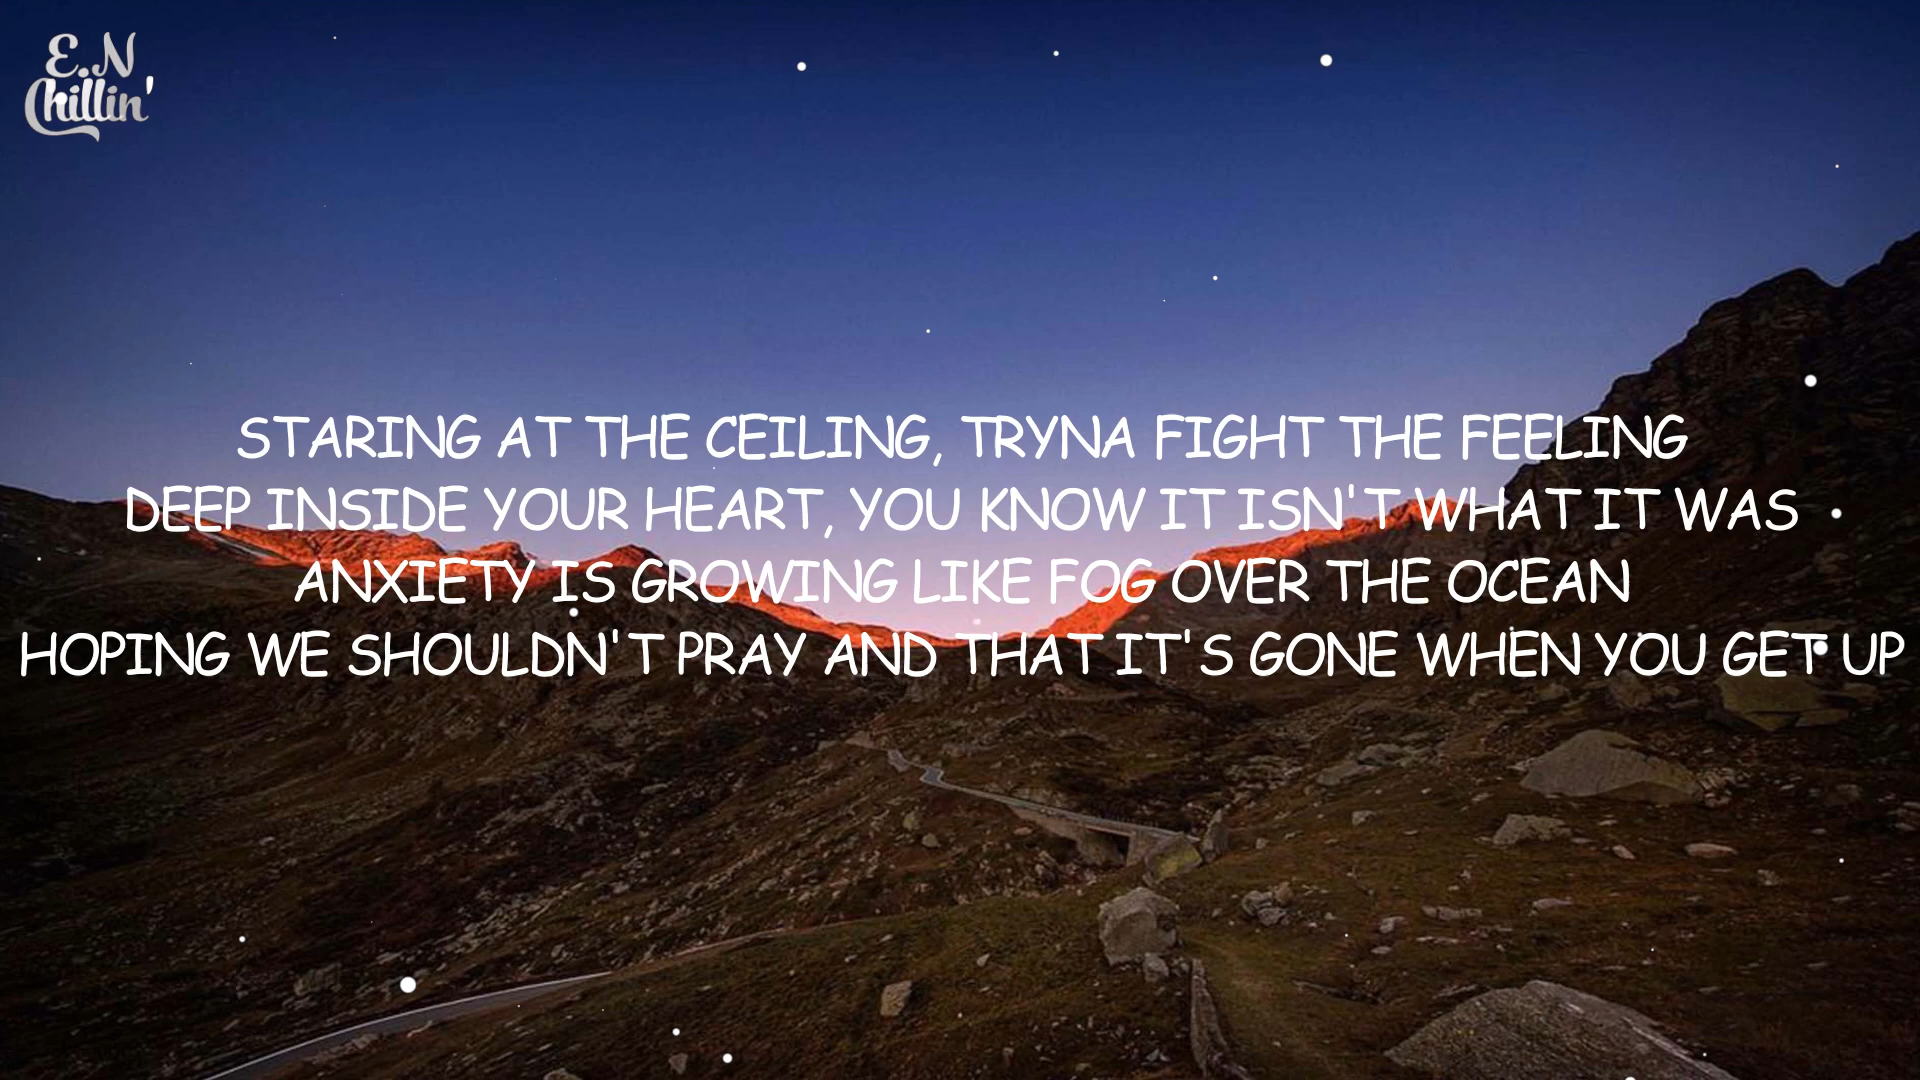 E.N
Chillin'
STARING AT THE CEILING, TRYNA FIGHT THE FEELING
DEEP INSIDE YOUR HEART, YOU KNOW IT ISN'T WHAT IT WAS
ANXIETY IS GROWING LIKE FOG OVER THE OCEAN
HOPING WE SHOULDN'T PRAY AND THAT IT'S GONE WHEN YOU GET UP